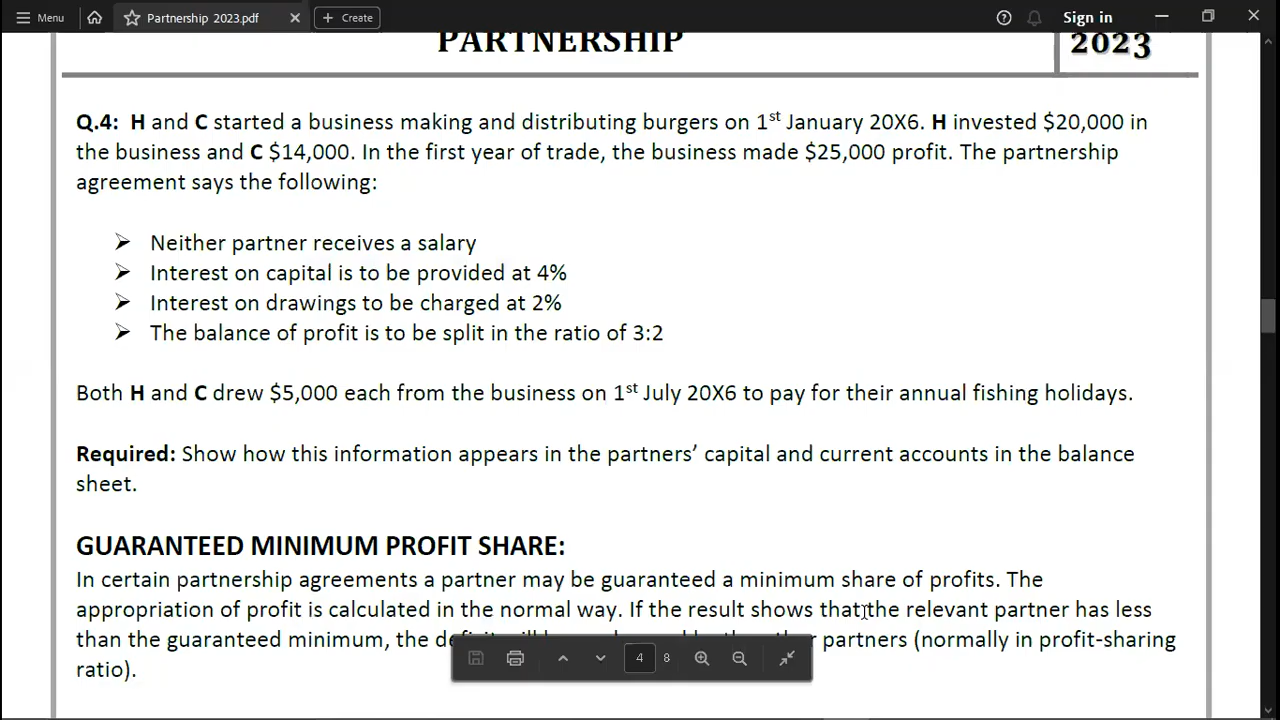 Menu
Partnership 2023.pdf
Create
Sign in
PARTNERSHIP
2023
Q.4: H and C started a business making and distributing burgers on 1st January 20X6. H invested $20,000 in
the business and C $14,000. In the first year of trade, the business made $25,000 profit. The partnership
agreement says the following:
➢ Neither partner receives a salary
➢ Interest on capital is to be provided at 4%
➢ Interest on drawings to be charged at 2%
➢ The balance of profit is to be split in the ratio of 3:2
Both H and C drew $5,000 each from the business on 1st July 20X6 to pay for their annual fishing holidays.
Required: Show how this information appears in the partners' capital and current accounts in the balance
sheet.
GUARANTEED MINIMUM PROFIT SHARE:
In certain partnership agreements a partner may be guaranteed a minimum share of profits. The
appropriation of profit is calculated in the normal way. If the result shows that the relevant partner has less
than the guaranteed minimum, the partners (normally in profit-sharing
ratio).
4 8